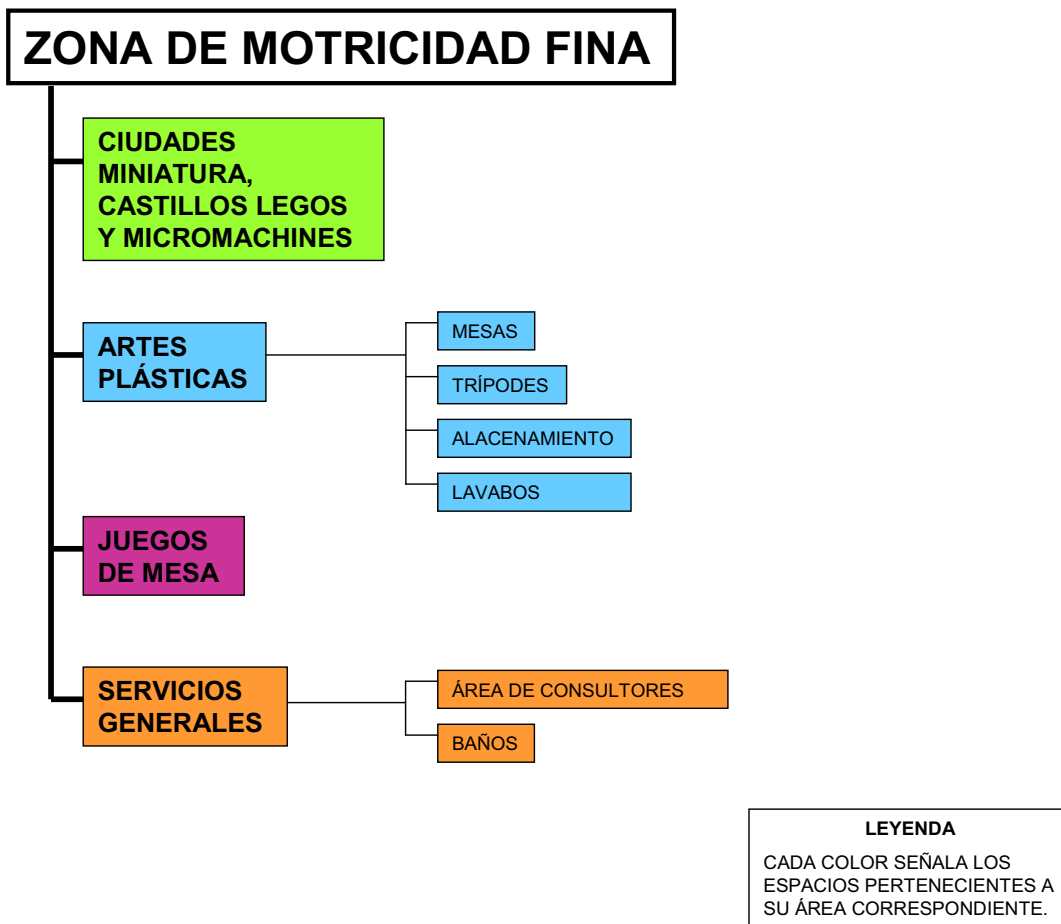 ZONA DE MOTRICIDAD FINA
CIUDADES
MINIATURA,
CASTILLOS LEGOS
Y MICROMACHINES
ARTES
PLÁSTICAS
MESAS
TRÍPODES
ALACENAMIENTO
LAVABOS
JUEGOS
DE MESA
SERVICIOS
GENERALES
ÁREA DE CONSULTORES
BAÑOS
LEYENDA
CADA COLOR SEÑALA LOS
ESPACIOS PERTENECIENTES A
SU ÁREA CORRESPONDIENTE.